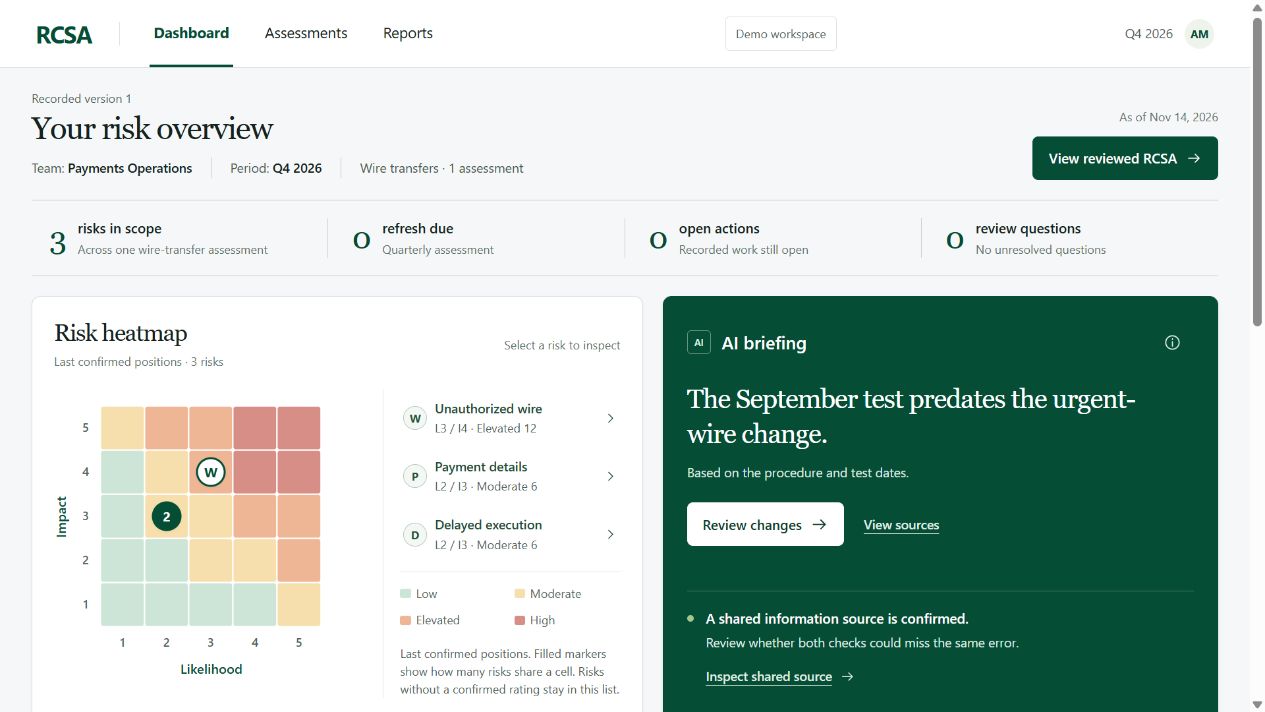 RCSA
Dashboard
Assessments
Reports
Demo workspace
Q4 2026
AM
Recorded version 1
Your risk overview
Team: Payments Operations
Period: Q4 2026
Wire transfers · 1 assessment
As of Nov 14, 2026
View reviewed RCSA →
3
risks in scope
Across one wire-transfer assessment
0
refresh due
Quarterly assessment
0
open actions
Recorded work still open
0
review questions
No unresolved questions
Risk heatmap
Last confirmed positions · 3 risks
Select a risk to inspect
5
4
3
2
1
Impact
W
2
1
2
3
4
5
Likelihood
W
Unauthorized wire
L3 / I4 · Elevated 12
P
Payment details
L2 / I3 · Moderate 6
D
Delayed execution
L2 / I3 · Moderate 6
Low
Moderate
Elevated
High
Last confirmed positions. Filled markers
show how many risks share a cell. Risks
without a confirmed rating stay in this list.
AI
AI briefing
The September test predates the urgent-
wire change.
Based on the procedure and test dates.
Review changes →
View sources
A shared information source is confirmed.
Review whether both checks could miss the same error.
Inspect shared source →